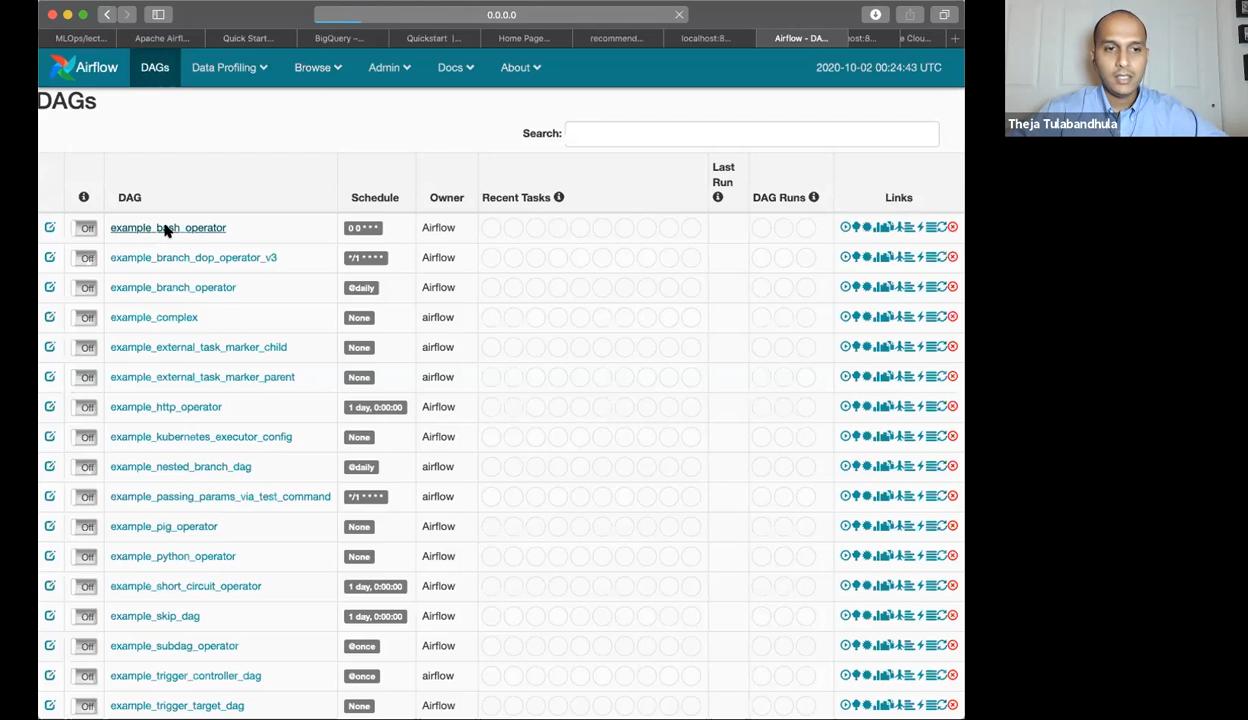 0.0.0.0
MLOps/lect...
Apache Airfl...
Quick Start...
BigQuery –...
Quickstart |...
Home Page...
recommend...
localhost:8...
Airflow - DA...
ost:8...
e Clou...
Airflow
DAGs
Data Profiling
Browse
Admin
Docs
About
2020-10-02 00:24:43 UTC
Theja Tulabandhula
DAGs
Search:
DAG
Schedule
Owner
Recent Tasks
Last
Run
DAG Runs
Links
Off example_bash_operator 0 0 * * * Airflow
Off example_branch_dop_operator_v3 */1 * * * * Airflow
Off example_branch_operator @daily Airflow
Off example_complex None airflow
Off example_external_task_marker_child None airflow
Off example_external_task_marker_parent None airflow
Off example_http_operator 1 day, 0:00:00 Airflow
Off example_kubernetes_executor_config None Airflow
Off example_nested_branch_dag @daily airflow
Off example_passing_params_via_test_command */1 * * * * airflow
Off example_pig_operator None Airflow
Off example_python_operator None Airflow
Off example_short_circuit_operator 1 day, 0:00:00 Airflow
Off example_skip_dag 1 day, 0:00:00 Airflow
Off example_subdag_operator @once Airflow
Off example_trigger_controller_dag @once airflow
Off example_trigger_target_dag None Airflow